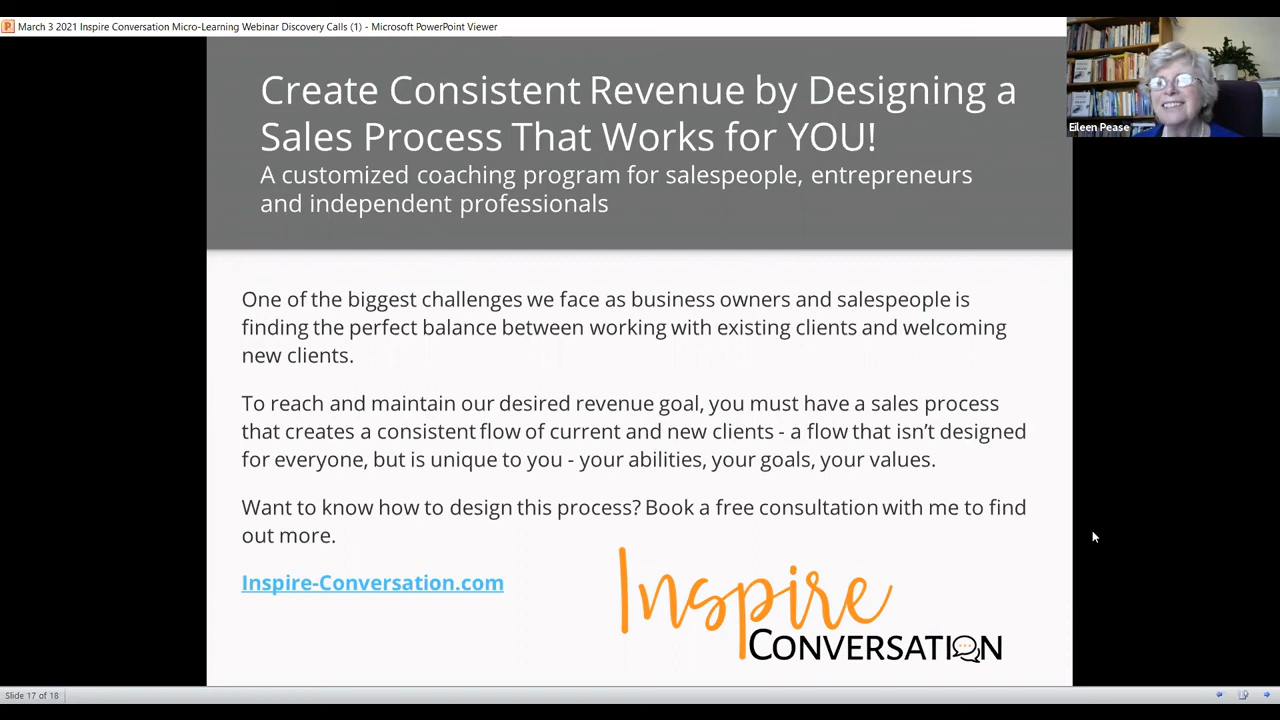 March 3 2021 Inspire Conversation Micro-Learning Webinar Discovery Calls (1) - Microsoft PowerPoint Viewer
Eileen Pease
Create Consistent Revenue by Designing a
Sales Process That Works for YOU!
A customized coaching program for salespeople, entrepreneurs
and independent professionals
One of the biggest challenges we face as business owners and salespeople is
finding the perfect balance between working with existing clients and welcoming
new clients.
To reach and maintain our desired revenue goal, you must have a sales process
that creates a consistent flow of current and new clients - a flow that isn't designed
for everyone, but is unique to you - your abilities, your goals, your values.
Want to know how to design this process? Book a free consultation with me to find
out more.
Inspire-Conversation.com
Inspire
CONVERSATION
Slide 17 of 18